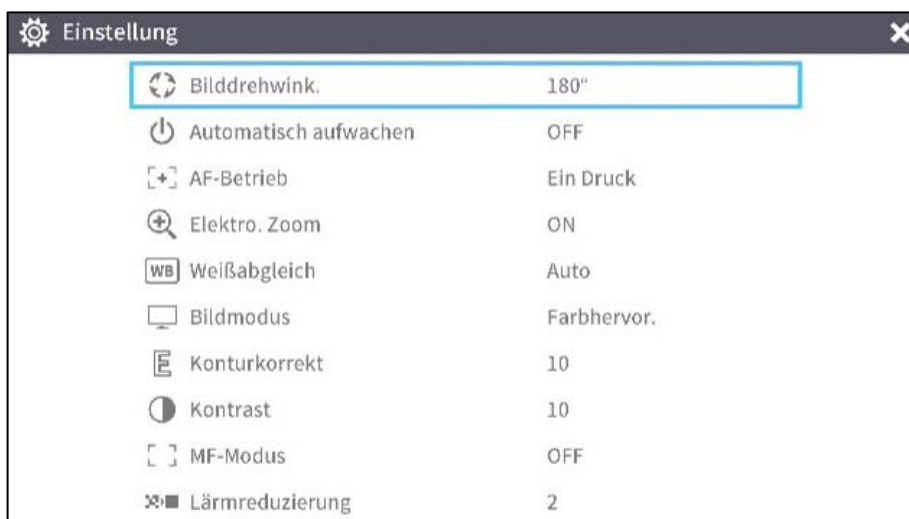 Einstellung
Bilddrehwink. 180°
Automatisch aufwachen OFF
AF-Betrieb Ein Druck
Elektro. Zoom ON
WB Weißabgleich Auto
Bildmodus Farbhervor.
Konturkorrekt 10
Kontrast 10
MF-Modus OFF
Lärmreduzierung 2